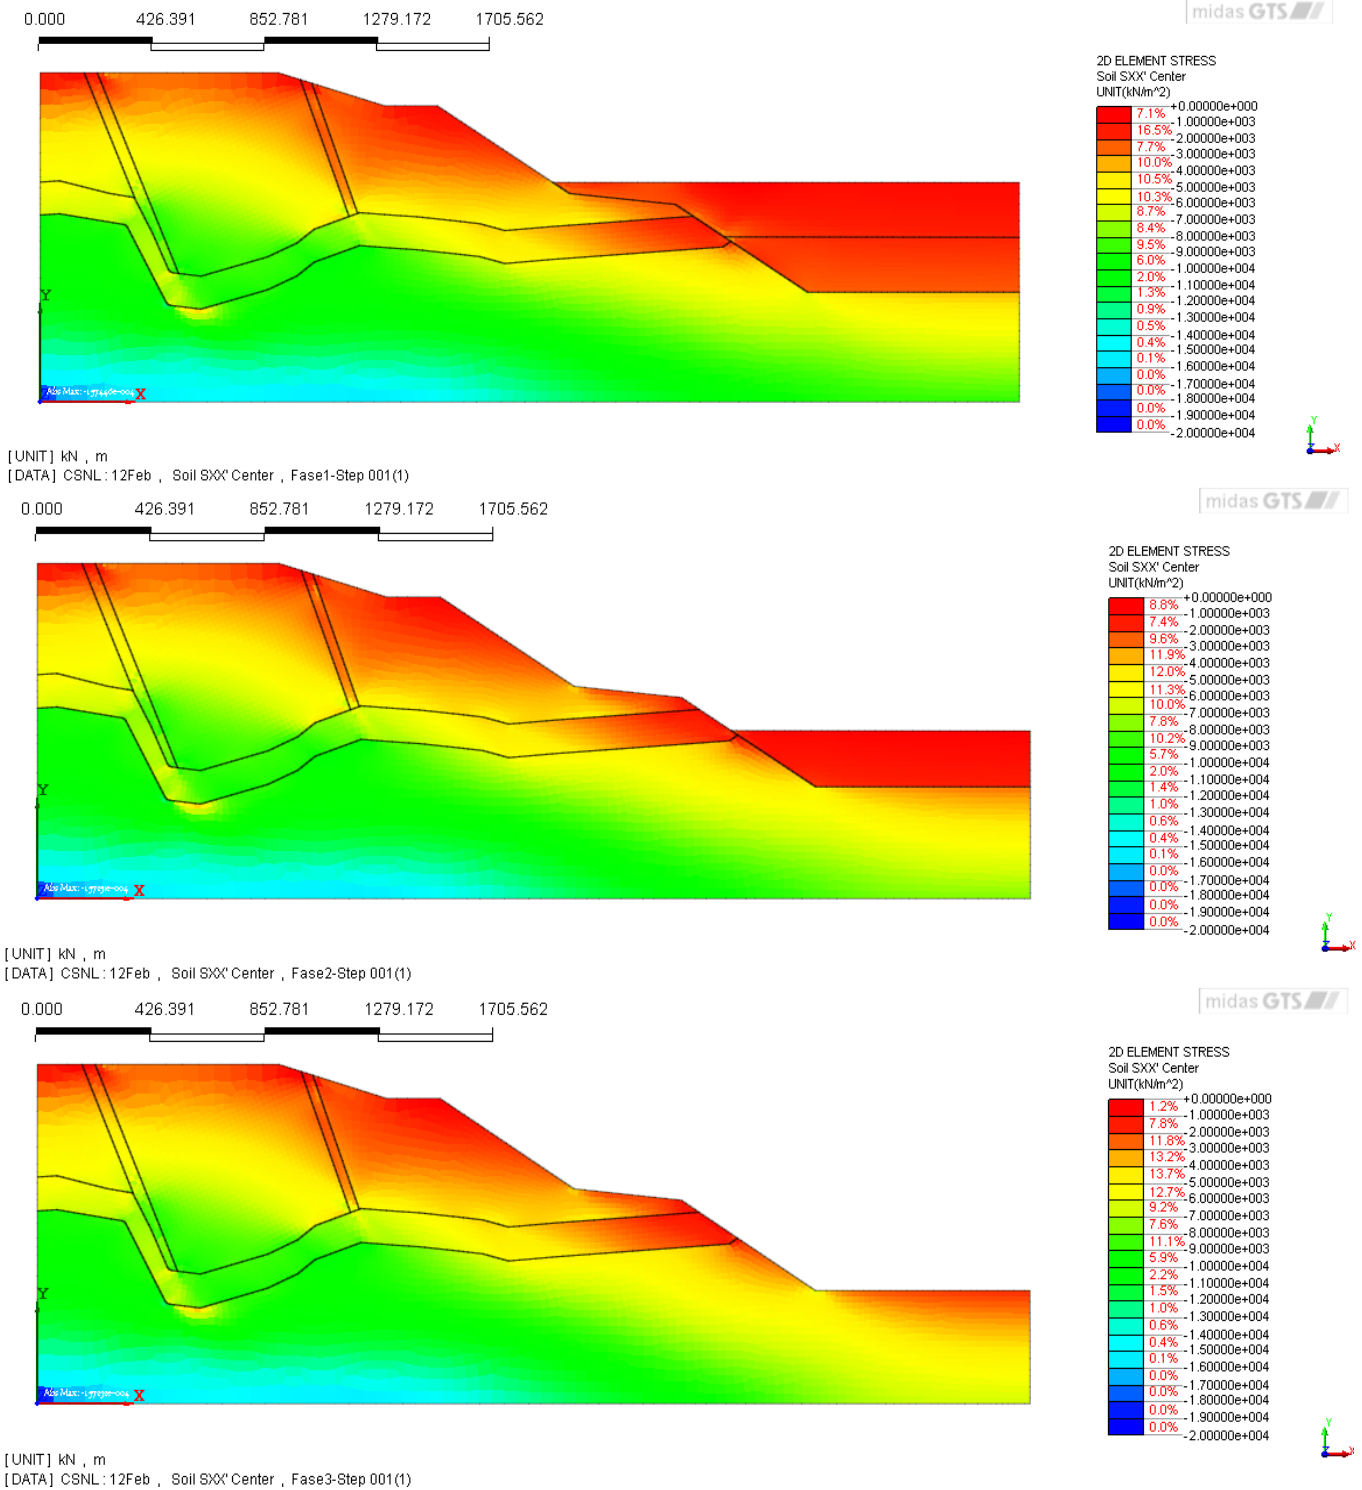 0.000 426.391 852.781 1279.172 1705.562
midas GTS
2D ELEMENT STRESS
Soil SXX' Center
UNIT(kN/m^2)
+0.00000e+000
7.1%
-1.00000e+003
16.5%
-2.00000e+003
7.7%
-3.00000e+003
10.0%
-4.00000e+003
10.5%
-5.00000e+003
10.3%
-6.00000e+003
8.7%
-7.00000e+003
8.4%
-8.00000e+003
9.5%
-9.00000e+003
6.0%
-1.00000e+004
2.0%
-1.10000e+004
1.3%
-1.20000e+004
0.9%
-1.30000e+004
0.5%
-1.40000e+004
0.4%
-1.50000e+004
0.1%
-1.60000e+004
0.0%
-1.70000e+004
0.0%
-1.80000e+004
0.0%
-1.90000e+004
0.0%
-2.00000e+004
Y
X
Y
X
[UNIT] kN , m
[DATA] CSNL : 12Feb , Soil SXX' Center , Fase1-Step 001(1)
0.000 426.391 852.781 1279.172 1705.562
midas GTS
2D ELEMENT STRESS
Soil SXX' Center
UNIT(kN/m^2)
+0.00000e+000
8.8%
-1.00000e+003
7.4%
-2.00000e+003
9.6%
-3.00000e+003
11.9%
-4.00000e+003
12.0%
-5.00000e+003
11.3%
-6.00000e+003
10.0%
-7.00000e+003
7.8%
-8.00000e+003
10.2%
-9.00000e+003
5.7%
-1.00000e+004
2.0%
-1.10000e+004
1.4%
-1.20000e+004
1.0%
-1.30000e+004
0.6%
-1.40000e+004
0.4%
-1.50000e+004
0.1%
-1.60000e+004
0.0%
-1.70000e+004
0.0%
-1.80000e+004
0.0%
-1.90000e+004
0.0%
-2.00000e+004
Y
X
Y
X
[UNIT] kN , m
[DATA] CSNL : 12Feb , Soil SXX' Center , Fase2-Step 001(1)
0.000 426.391 852.781 1279.172 1705.562
midas GTS
2D ELEMENT STRESS
Soil SXX' Center
UNIT(kN/m^2)
+0.00000e+000
1.2%
-1.00000e+003
7.8%
-2.00000e+003
11.8%
-3.00000e+003
13.2%
-4.00000e+003
13.7%
-5.00000e+003
12.7%
-6.00000e+003
9.2%
-7.00000e+003
7.6%
-8.00000e+003
11.1%
-9.00000e+003
5.9%
-1.00000e+004
2.2%
-1.10000e+004
1.5%
-1.20000e+004
1.0%
-1.30000e+004
0.6%
-1.40000e+004
0.4%
-1.50000e+004
0.1%
-1.60000e+004
0.0%
-1.70000e+004
0.0%
-1.80000e+004
0.0%
-1.90000e+004
0.0%
-2.00000e+004
Y
X
Y
X
[UNIT] kN , m
[DATA] CSNL : 12Feb , Soil SXX' Center , Fase3-Step 001(1)